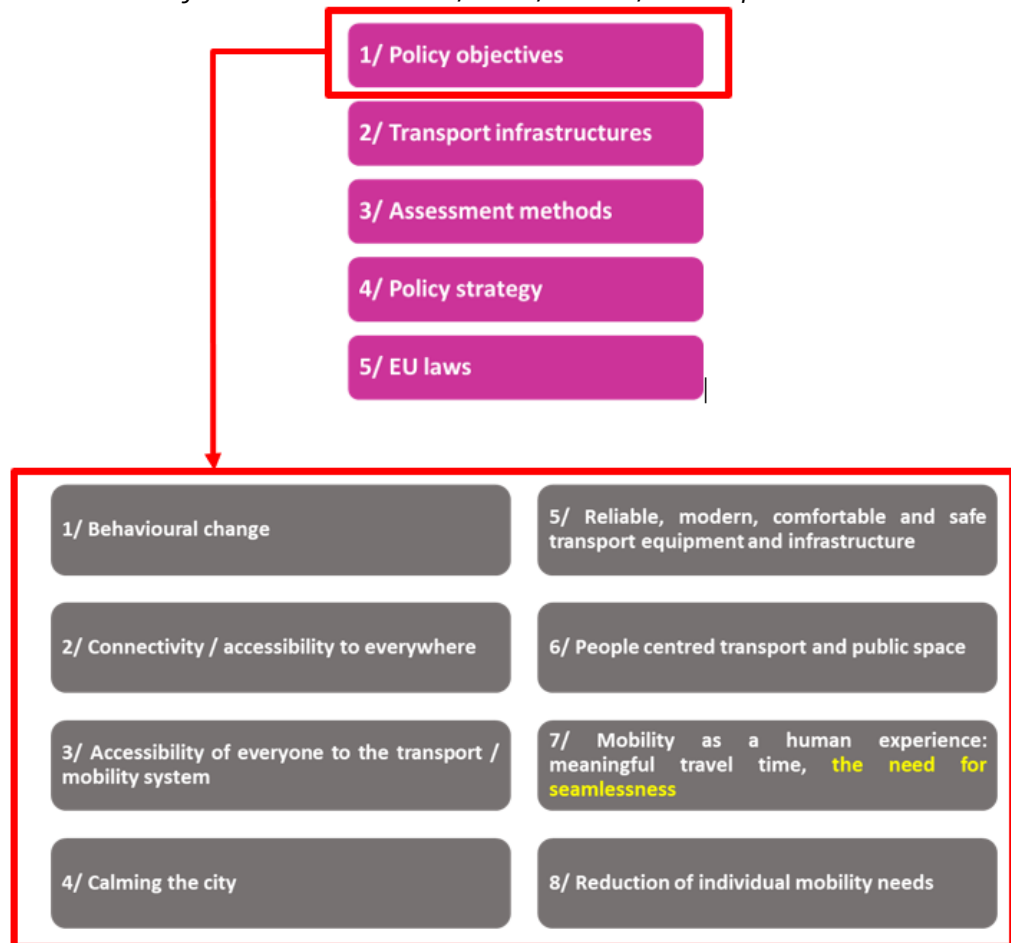 1/ Policy objectives
2/ Transport infrastructures
3/ Assessment methods
4/ Policy strategy
5/ EU laws
1/ Behavioural change
2/ Connectivity / accessibility to everywhere
3/ Accessibility of everyone to the transport /
mobility system
4/ Calming the city
5/ Reliable, modern, comfortable and safe
transport equipment and infrastructure
6/ People centred transport and public space
7/ Mobility as a human experience:
meaningful travel time, the need for
seamlessness
8/ Reduction of individual mobility needs